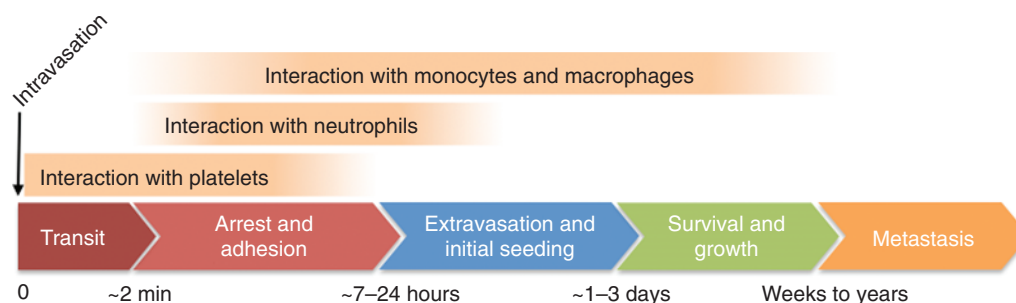 Intravasation
Interaction with monocytes and macrophages
Interaction with neutrophils
Interaction with platelets
Transit
Arrest and
adhesion
Extravasation and
initial seeding
Survival and
growth
Metastasis
0
~2 min
~7–24 hours
~1–3 days
Weeks to years